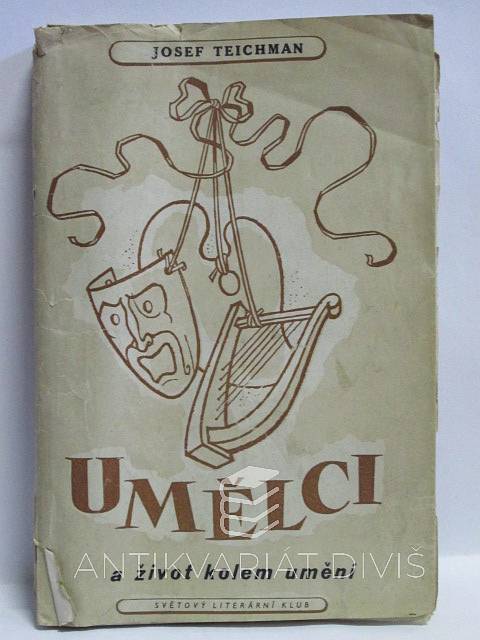 JOSEF TEICHMAN
UMĚLCI
ANTIKVARIÁT DIVIŠ
a život kolem umění
SVĚTOVÝ LITERÁRNÍ KLUB